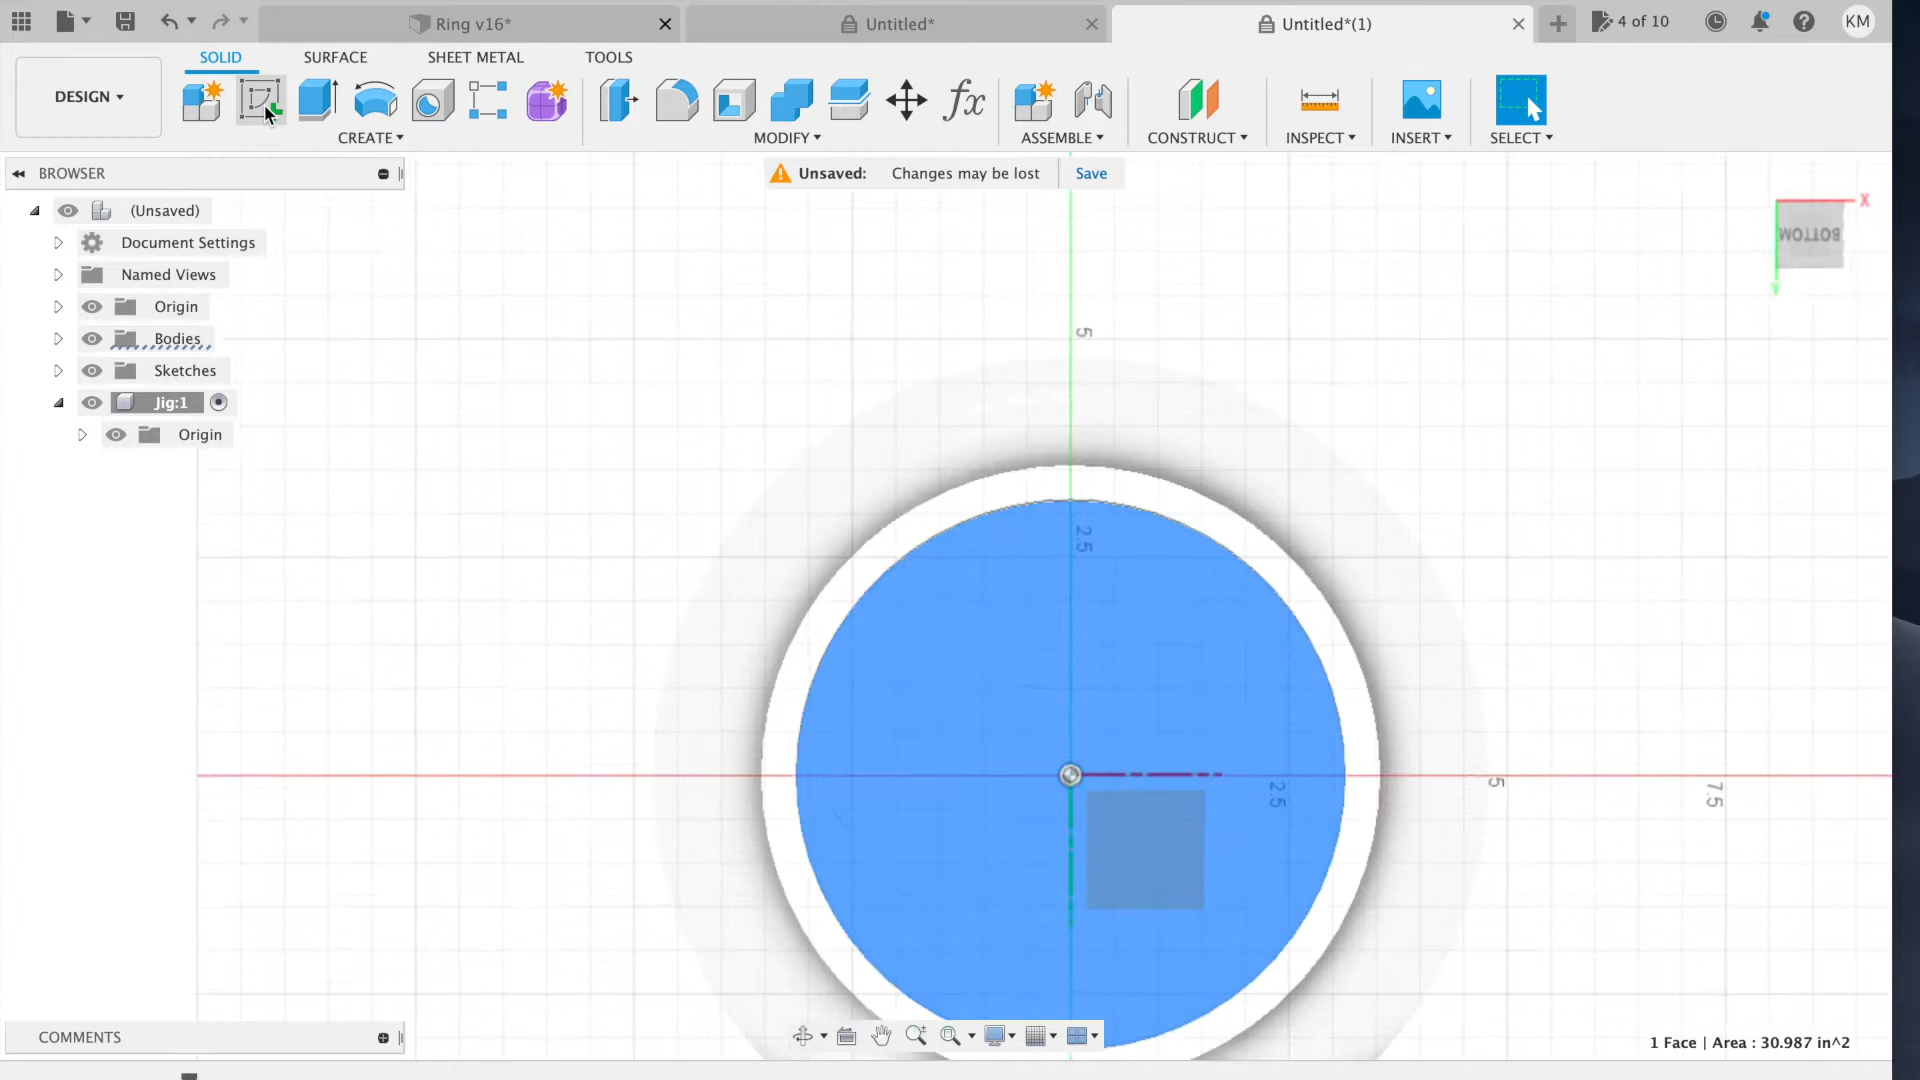 Ring v16*
Untitled*
Untitled*(1)
4 of 10
KM
DESIGN
SOLID
SURFACE
SHEET METAL
TOOLS
CREATE
MODIFY
ASSEMBLE
CONSTRUCT
INSPECT
INSERT
SELECT
fx
BROWSER
Unsaved:
Changes may be lost
Save
(Unsaved)
Document Settings
Named Views
Origin
Bodies
Sketches
Jig:1
Origin
X
BOTTOM
5
2.5
2.5
5
7.5
COMMENTS
1 Face | Area : 30.987 in^2